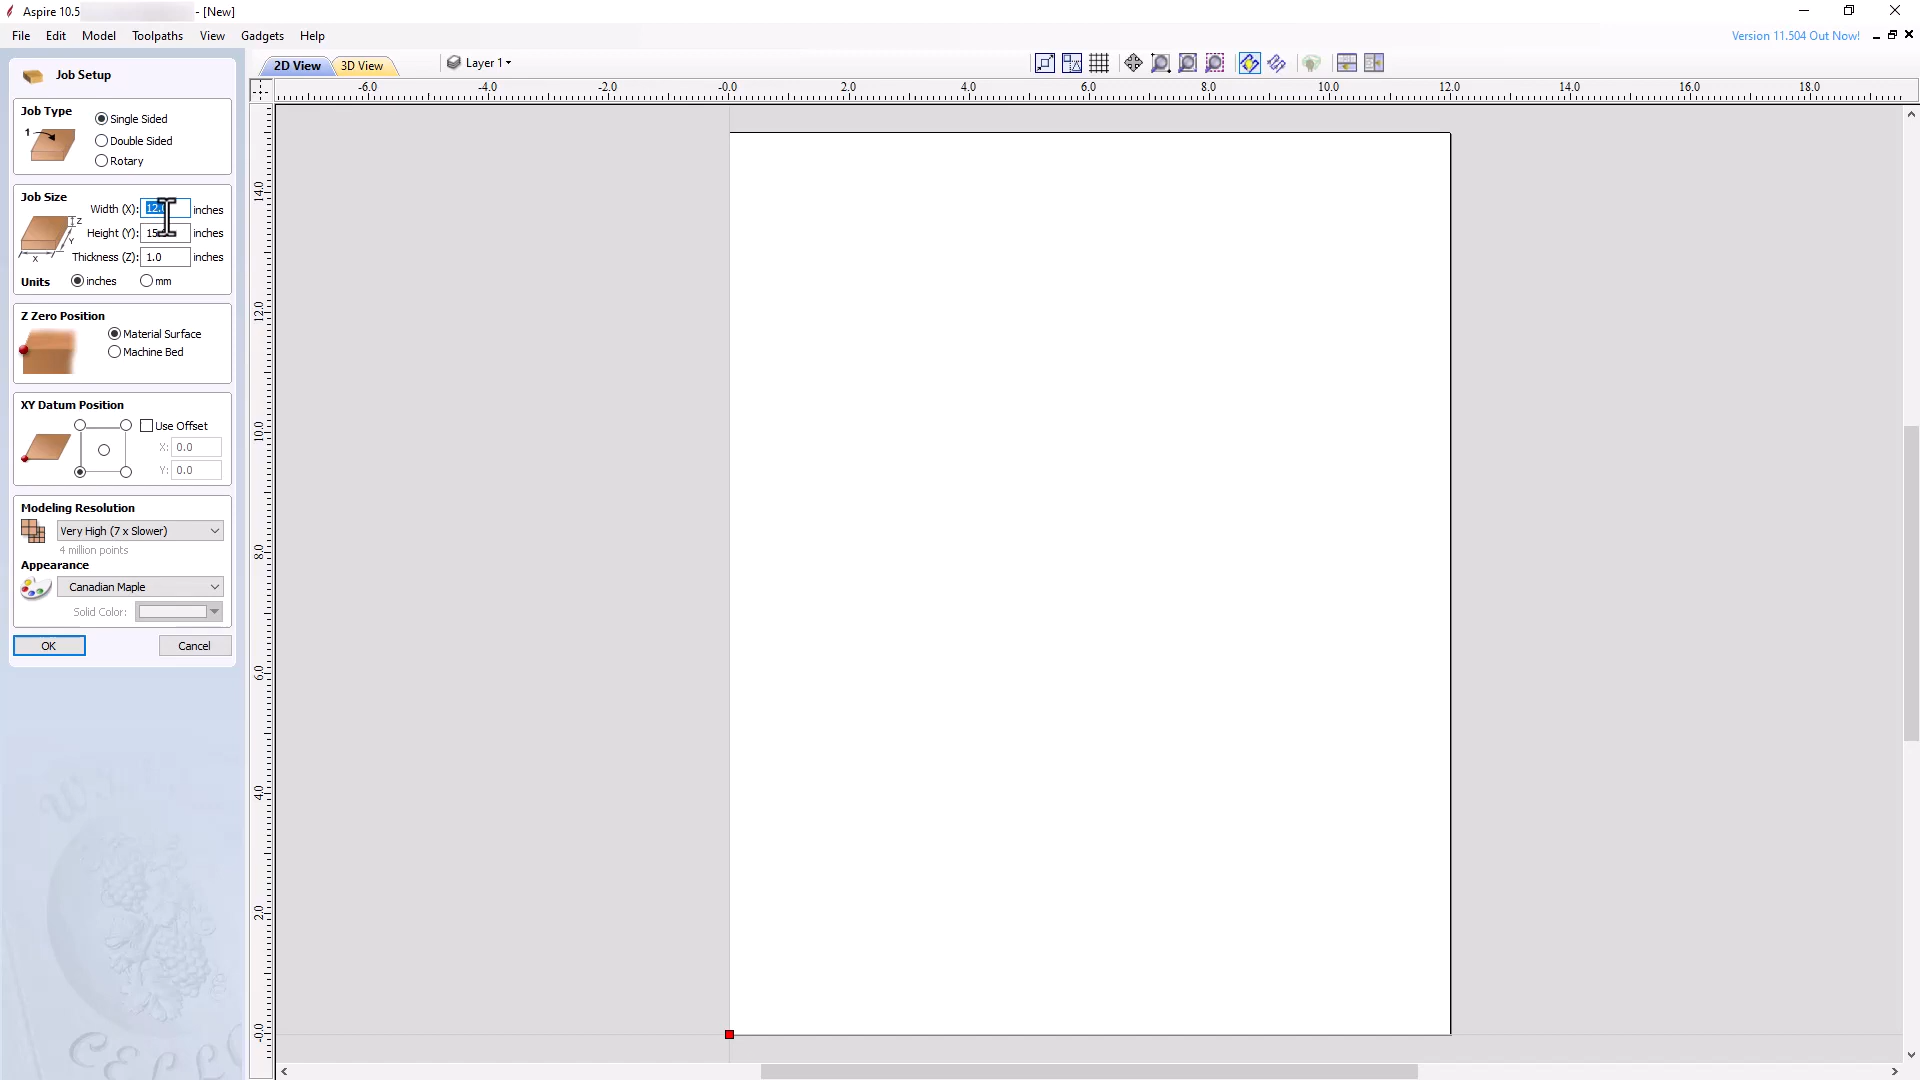 Aspire 10.5 - [New]
File Edit Model Toolpaths View Gadgets Help
Version 11.504 Out Now!
2D View 3D View Layer 1
Job Setup
Job Type
1
Single Sided
Double Sided
Rotary
Job Size
Width (X): 12. inches
Height (Y): 15. inches
Thickness (Z): 1.0 inches
Z
Y
X
Units inches mm
Z Zero Position
Material Surface
Machine Bed
XY Datum Position
Use Offset
X: 0.0
Y: 0.0
Modeling Resolution
Very High (7 x Slower)
4 million points
Appearance
Canadian Maple
Solid Color:
OK Cancel
-6.0 -4.0 -2.0 -0.0 2.0 4.0 6.0 8.0 10.0 12.0 14.0 16.0 18.0
14.0
12.0
10.0
8.0
6.0
4.0
2.0
-0.0